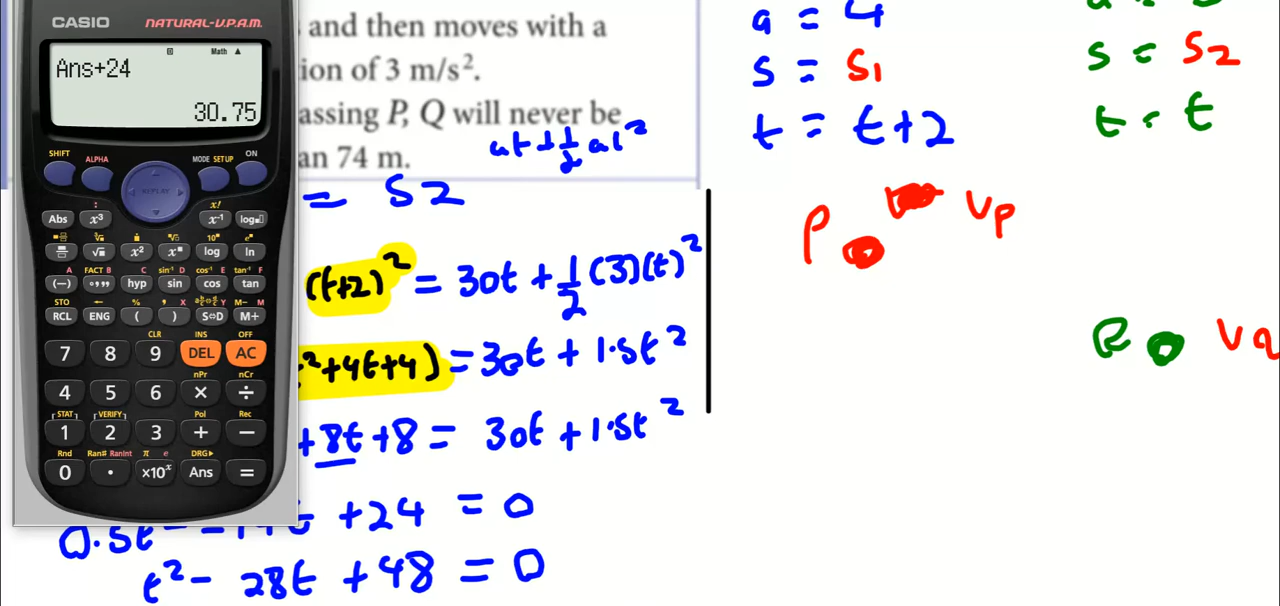 CASIO NATURAL-V.P.A.M.
D Math ▲
Ans+24
30.75
SHIFT ALPHA REPLAY MODE SETUP ON
Abs x³ x! x⁻¹ log
√ x² log ln
(−) hyp sin cos tan
RCL ENG ( ) S⇔D M+
7 8 9 DEL AC
4 5 6 × ÷
1 2 3 + −
0 · ×10ˣ Ans =
and then moves with a
ion of 3 m/s².
assing P, Q will never be
an 74 m.
ut + ½ at²
= S2
(t+2)² = 30t + ½ (3)(t)²
²+4t+4) = 30t + 1.5t²
+ 8t + 8 = 30t + 1.5t²
+ 24 = 0
t² − 28t + 48 = 0
a = 4
s = s1
t = t+2
s = s2
t = t
P VP